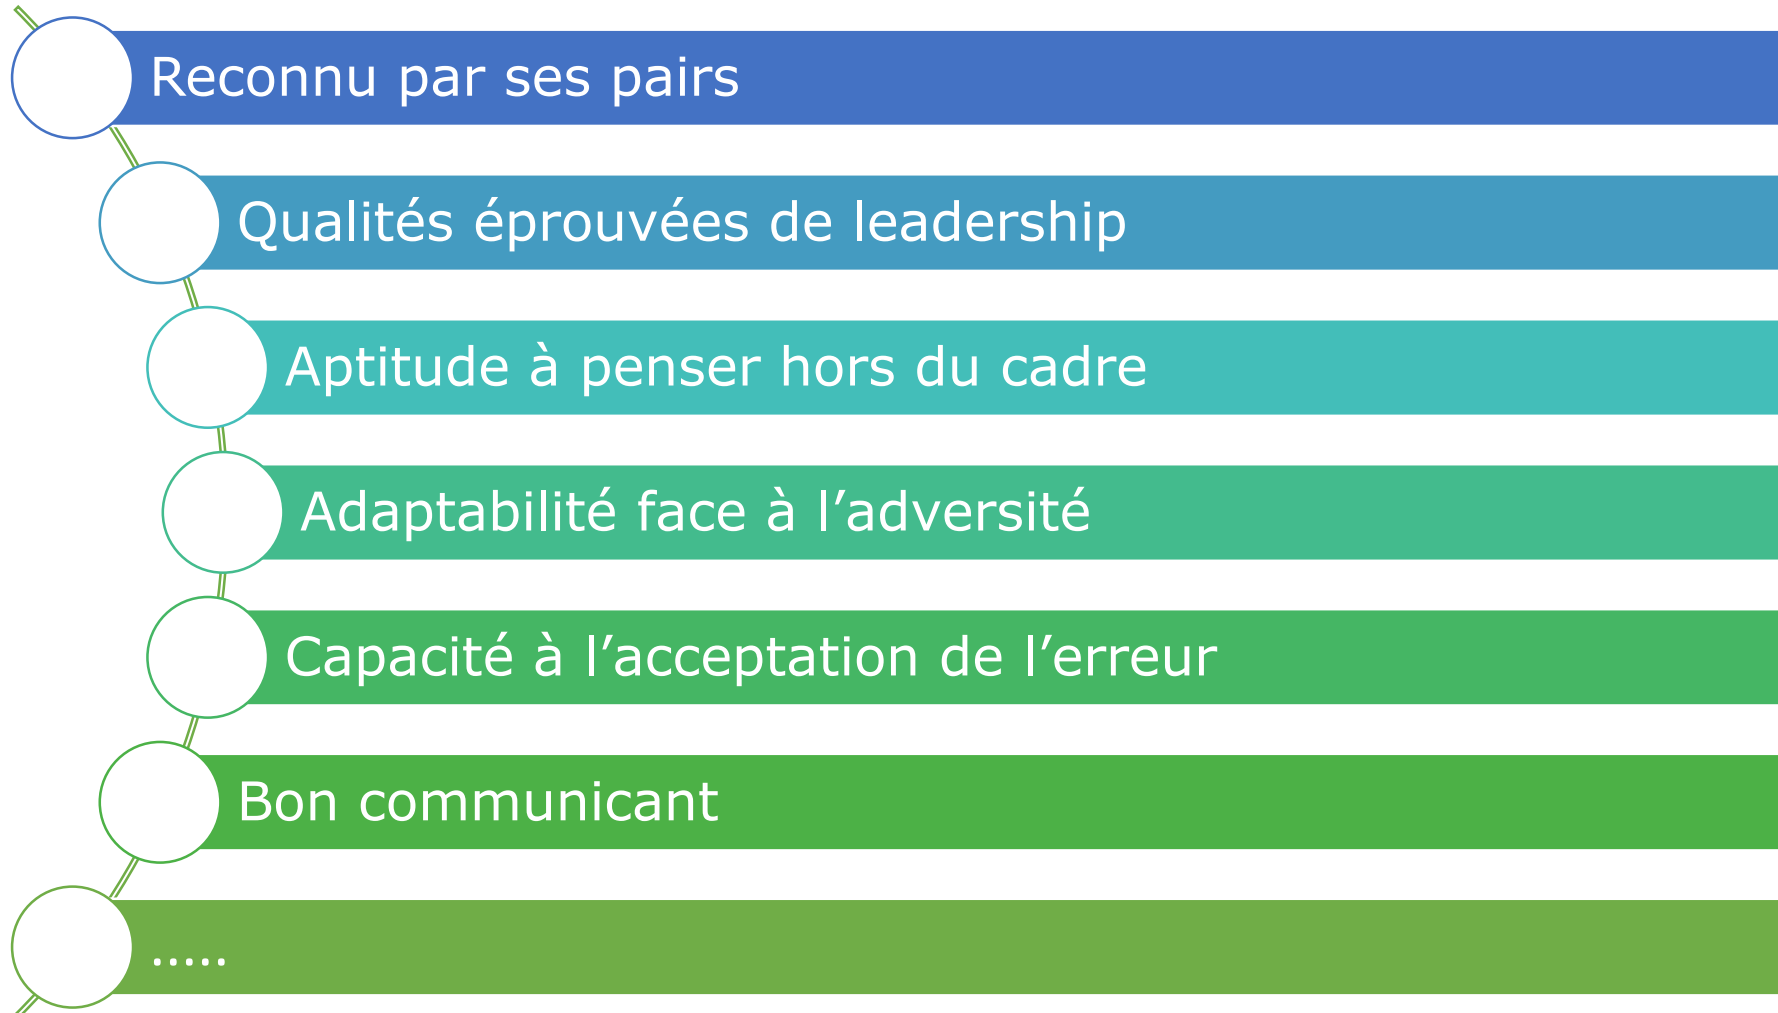 Reconnu par ses pairs
Qualités éprouvées de leadership
Aptitude à penser hors du cadre
Adaptabilité face à l’adversité
Capacité à l’acceptation de l’erreur
Bon communicant
.....